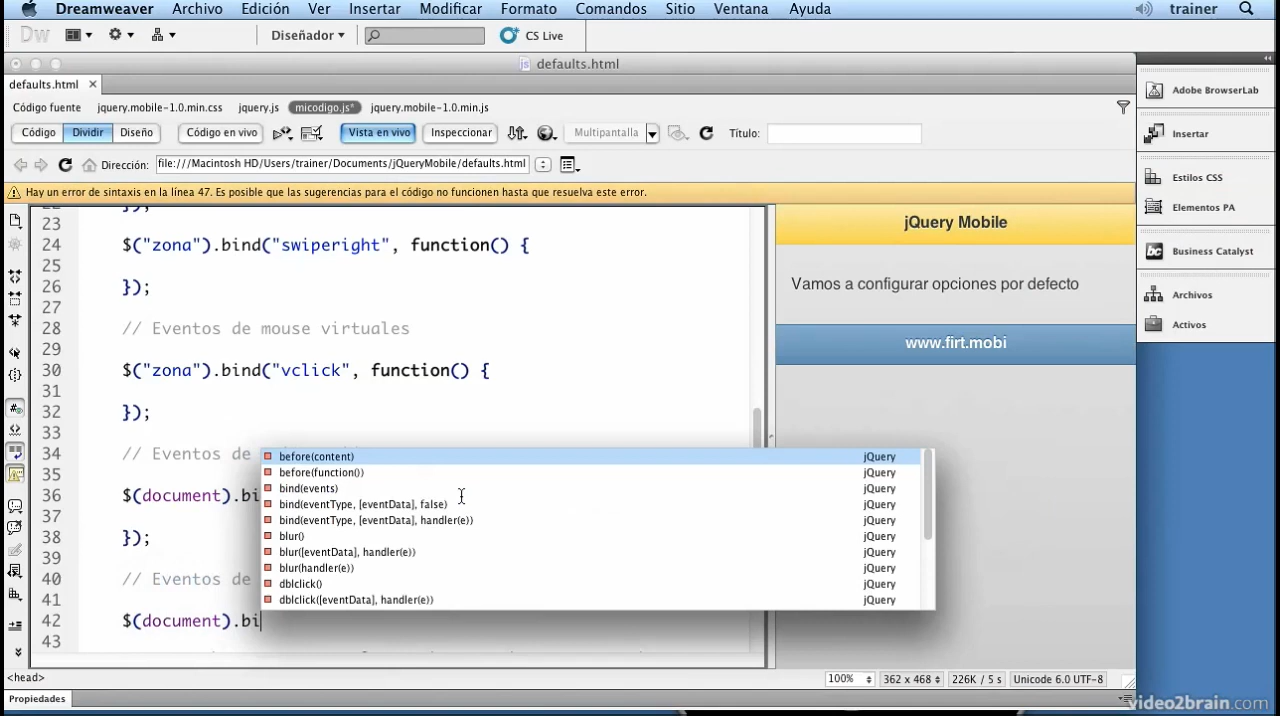 Dreamweaver Archivo Edición Ver Insertar Modificar Formato Comandos Sitio Ventana Ayuda trainer
Dw Diseñador CS Live
defaults.html
defaults.html
Código fuente jquery.mobile-1.0.min.css jquery.js micodigo.js* jquery.mobile-1.0.min.js
Código Dividir Diseño Código en vivo Vista en vivo Inspeccionar Multipantalla Título:
Dirección: file:///Macintosh HD/Users/trainer/Documents/jQueryMobile/defaults.html
Hay un error de sintaxis en la línea 47. Es posible que las sugerencias para el código no funcionen hasta que resuelva este error.
23
24 $("zona").bind("swiperight", function() {
25
26 });
27
28 // Eventos de mouse virtuales
29
30 $("zona").bind("vclick", function() {
31
32 });
33
34 // Eventos de
35
36 $(document).bi
37
38 });
39
40 // Eventos de
41
42 $(document).bi
43
before(content) jQuery
before(function()) jQuery
bind(events) jQuery
bind(eventType, [eventData], false) jQuery
bind(eventType, [eventData], handler(e)) jQuery
blur() jQuery
blur([eventData], handler(e)) jQuery
blur(handler(e)) jQuery
dblclick() jQuery
dblclick([eventData], handler(e)) jQuery
jQuery Mobile
Vamos a configurar opciones por defecto
www.firt.mobi
Adobe BrowserLab
Insertar
Estilos CSS
Elementos PA
Business Catalyst
Archivos
Activos
<head> 100% 362 x 468 226K / 5 s Unicode 6.0 UTF-8
Propiedades
video2brain.com